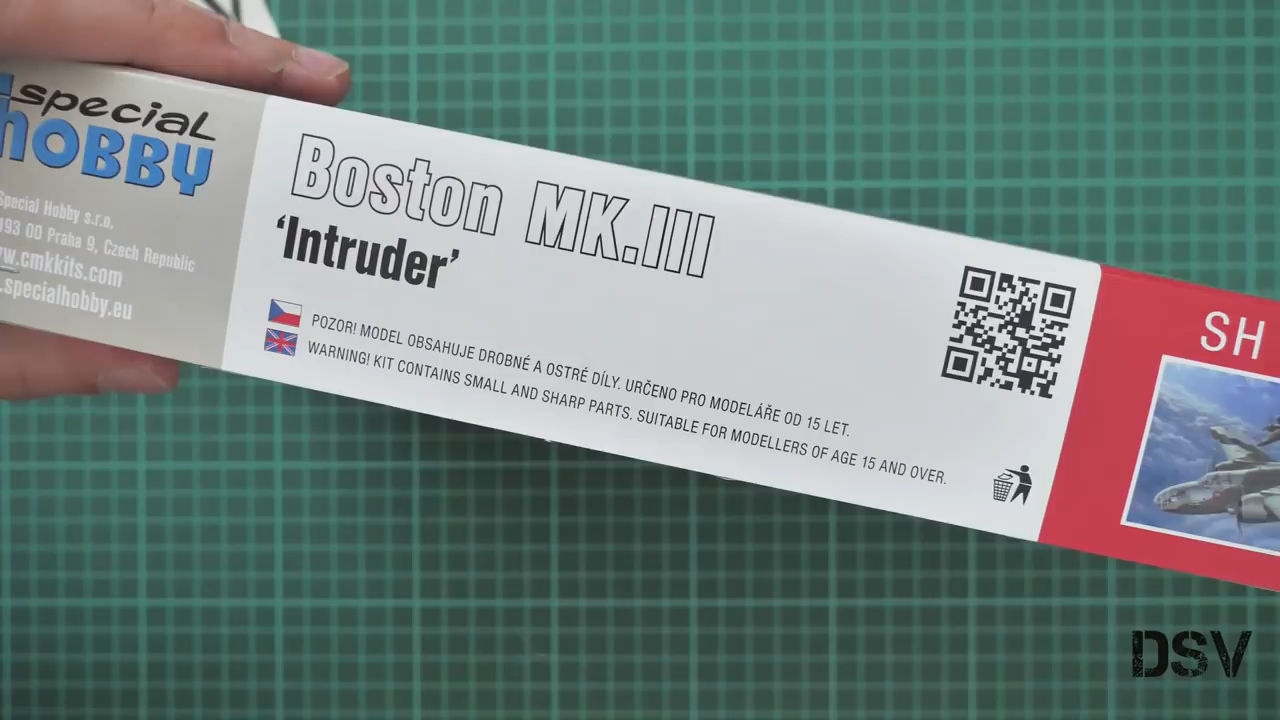 special
HOBBY
Special Hobby s.r.o,
193 00 Praha 9, Czech Republic
www.cmkkits.com
.specialhobby.eu
Boston MK.III
'Intruder'
POZOR! MODEL OBSAHUJE DROBNÉ A OSTRÉ DÍLY. URČENO PRO MODELÁŘE OD 15 LET.
WARNING! KIT CONTAINS SMALL AND SHARP PARTS. SUITABLE FOR MODELLERS OF AGE 15 AND OVER.
SH
DSV